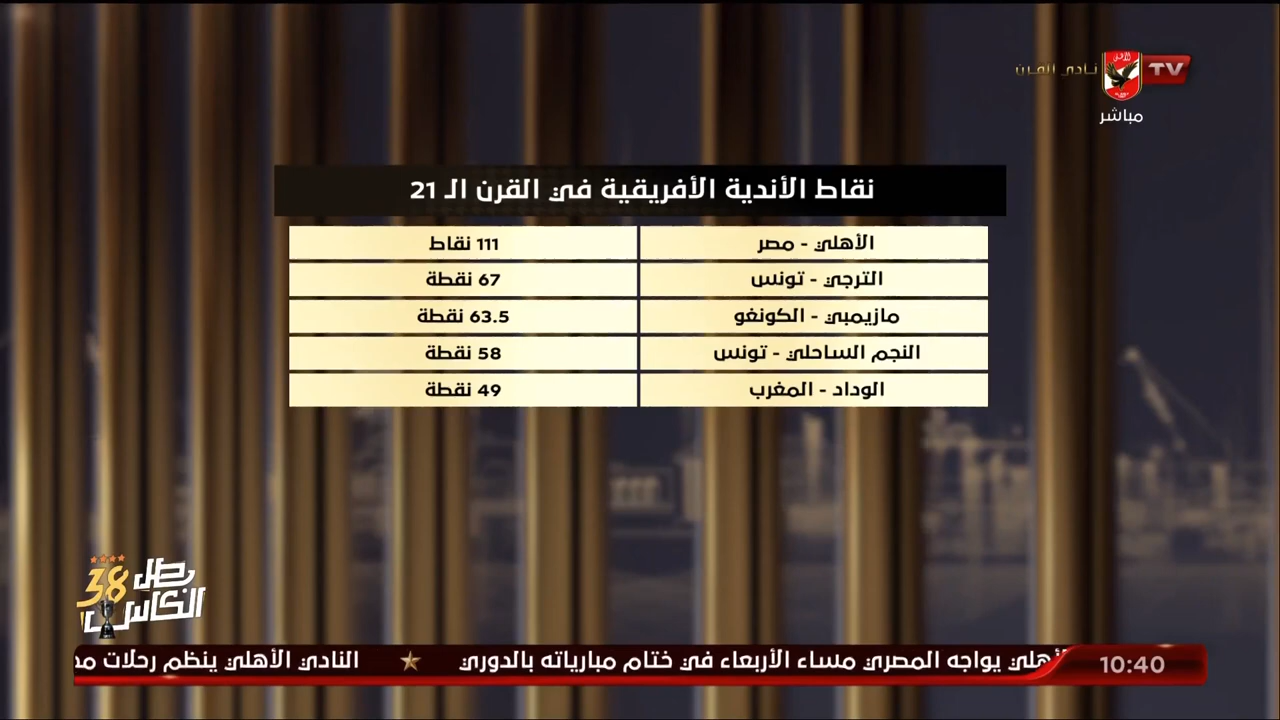 نادي القرن
TV
مباشر
نقاط الأندية الأفريقية في القرن الـ 21
الأهلي - مصر 111 نقاط
الترجي - تونس 67 نقطة
مازيمبي - الكونغو 63.5 نقطة
النجم الساحلي - تونس 58 نقطة
الوداد - المغرب 49 نقطة
بطل 38
الكاس
10:40
يواجه المصري مساء الأربعاء في ختام مبارياته بالدوري ★ النادي الأهلي ينظم رحلات